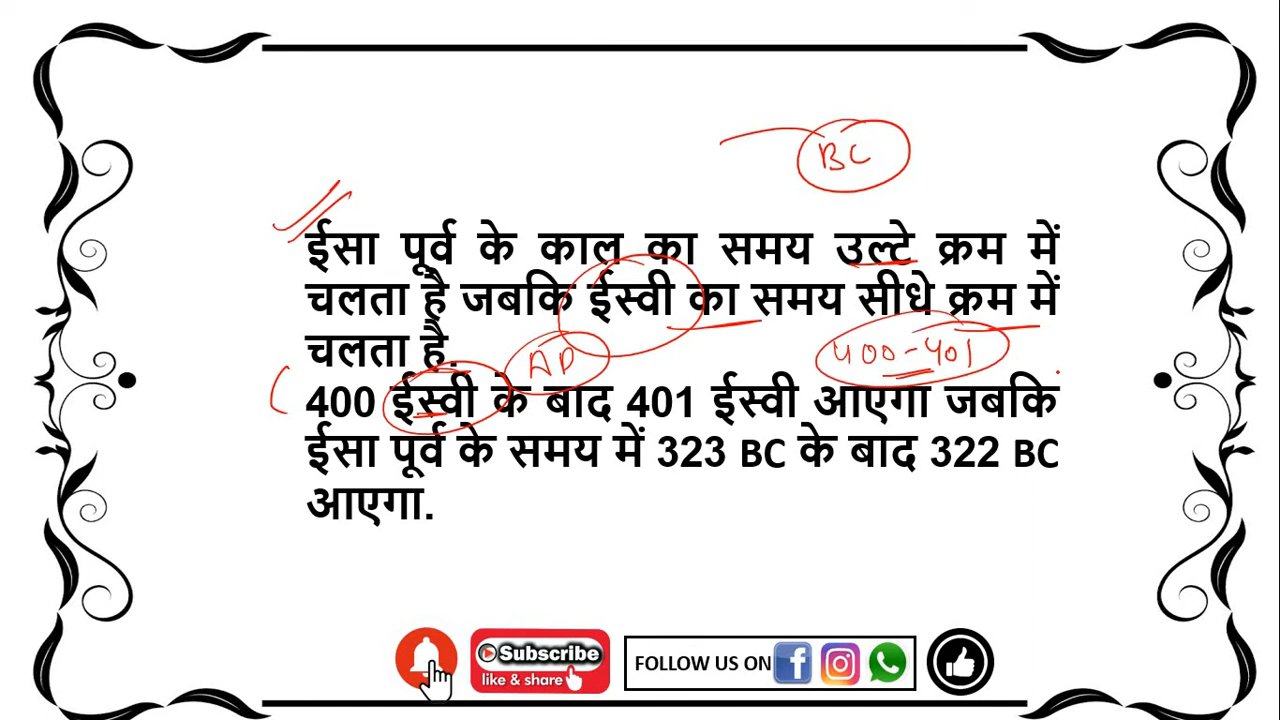 BC
ईसा पूर्व के काल का समय उल्टे क्रम में
चलता है जबकि ईस्वी का समय सीधे क्रम में
चलता है.
AD
400-401
400 ईस्वी के बाद 401 ईस्वी आएगा जबकि
ईसा पूर्व के समय में 323 BC के बाद 322 BC
आएगा.
Subscribe
like & share
FOLLOW US ON